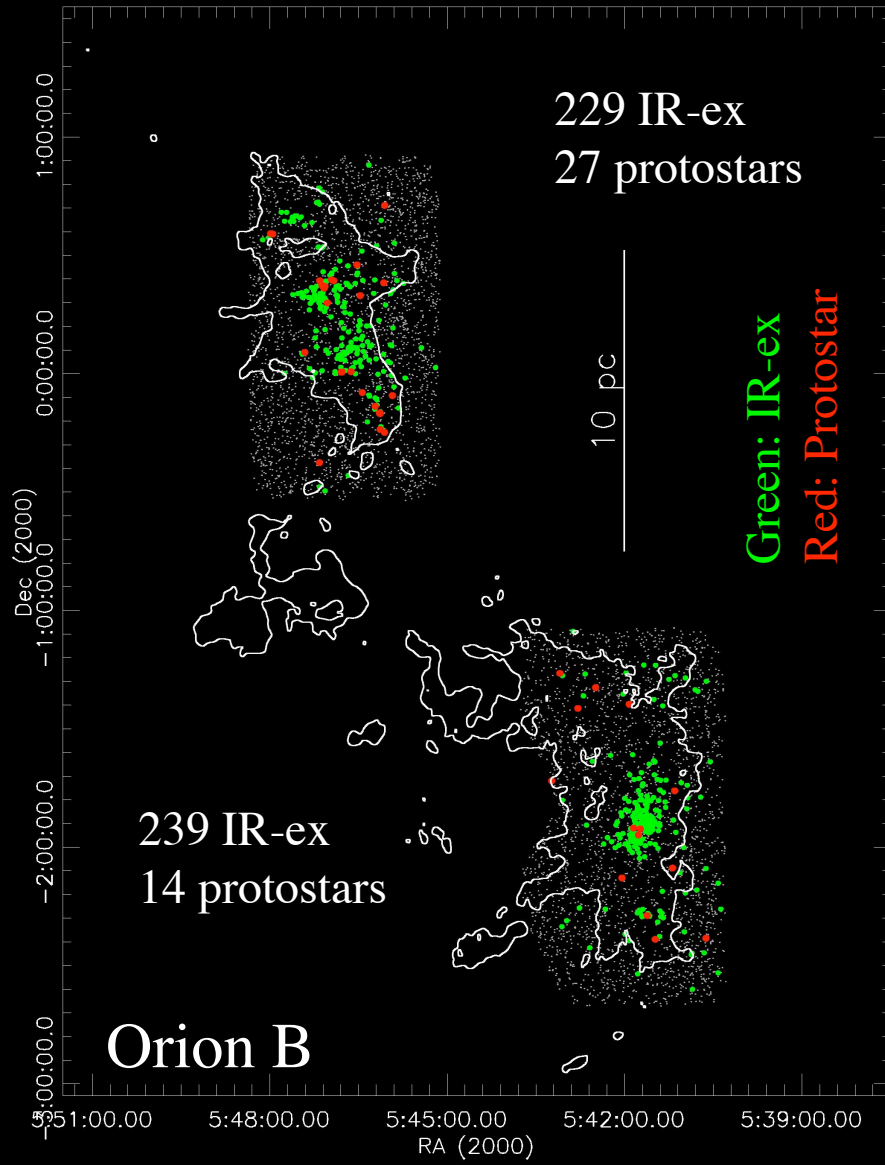 229 IR-ex
27 protostars
10 pc
Green: IR-ex
Red: Protostar
239 IR-ex
14 protostars
Orion B
Dec (2000)
1:00:00.0
0:00:00.0
−1:00:00.0
−2:00:00.0
5:51:00.00
5:48:00.00
5:45:00.00
5:42:00.00
5:39:00.00
RA (2000)